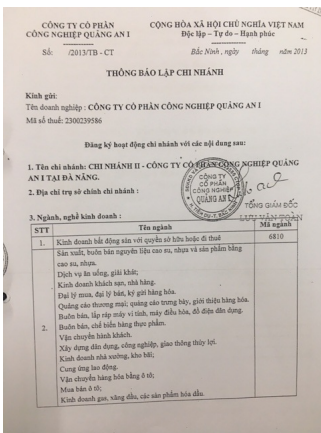 CÔNG TY CỔ PHẦN
CÔNG NGHIỆP QUẢNG AN I
CỘNG HÒA XÃ HỘI CHỦ NGHĨA VIỆT NAM
Độc lập – Tự do – Hạnh phúc
Số: /2013/TB - CT
Bắc Ninh , ngày tháng năm 2013
THÔNG BÁO LẬP CHI NHÁNH
Kính gửi:
Tên doanh nghiệp : CÔNG TY CỔ PHẦN CÔNG NGHIỆP QUẢNG AN I
Mã số thuế: 2300239586
Đăng ký hoạt động chi nhánh với các nội dung sau:
1. Tên chi nhánh: CHI NHÁNH II - CÔNG TY CỔ PHẦN CÔNG NGHIỆP QUẢNG
AN I TẠI ĐÀ NẴNG.
2. Địa chỉ trụ sở chính chi nhánh :
CÔNG TY
CỔ PHẦN
CÔNG NGHIỆP
QUẢNG AN I
TỔNG GIÁM ĐỐC
LƯU VĂN TOẢN
3. Ngành, nghề kinh doanh :
STT Tên ngành Mã ngành
1. Kinh doanh bất động sản với quyền sở hữu hoặc đi thuê 6810
Sản xuất, buôn bán nguyên liệu cao su, nhựa và sản phẩm bằng
cao su, nhựa.
Dịch vụ ăn uống, giải khát;
Kinh doanh khách sạn, nhà hàng.
Đại lý mua, đại lý bán, ký gửi hàng hóa.
Quảng cáo thương mại; quảng cáo trưng bày, giới thiệu hàng hóa.
Buôn bán, lắp ráp máy vi tính, máy điều hòa, đồ điện dân dụng.
2. Buôn bán, chế biến hàng thực phẩm.
Vận chuyển hành khách.
Xây dựng dân dụng, công nghiệp, giao thông thủy lợi.
Kinh doanh nhà xưởng, kho bãi;
Cung ứng lao động.
Vận chuyển hàng hóa bằng ô tô;
Mua bán ô tô;
Kinh doanh gas, xăng dầu, các sản phẩm hóa dầu.